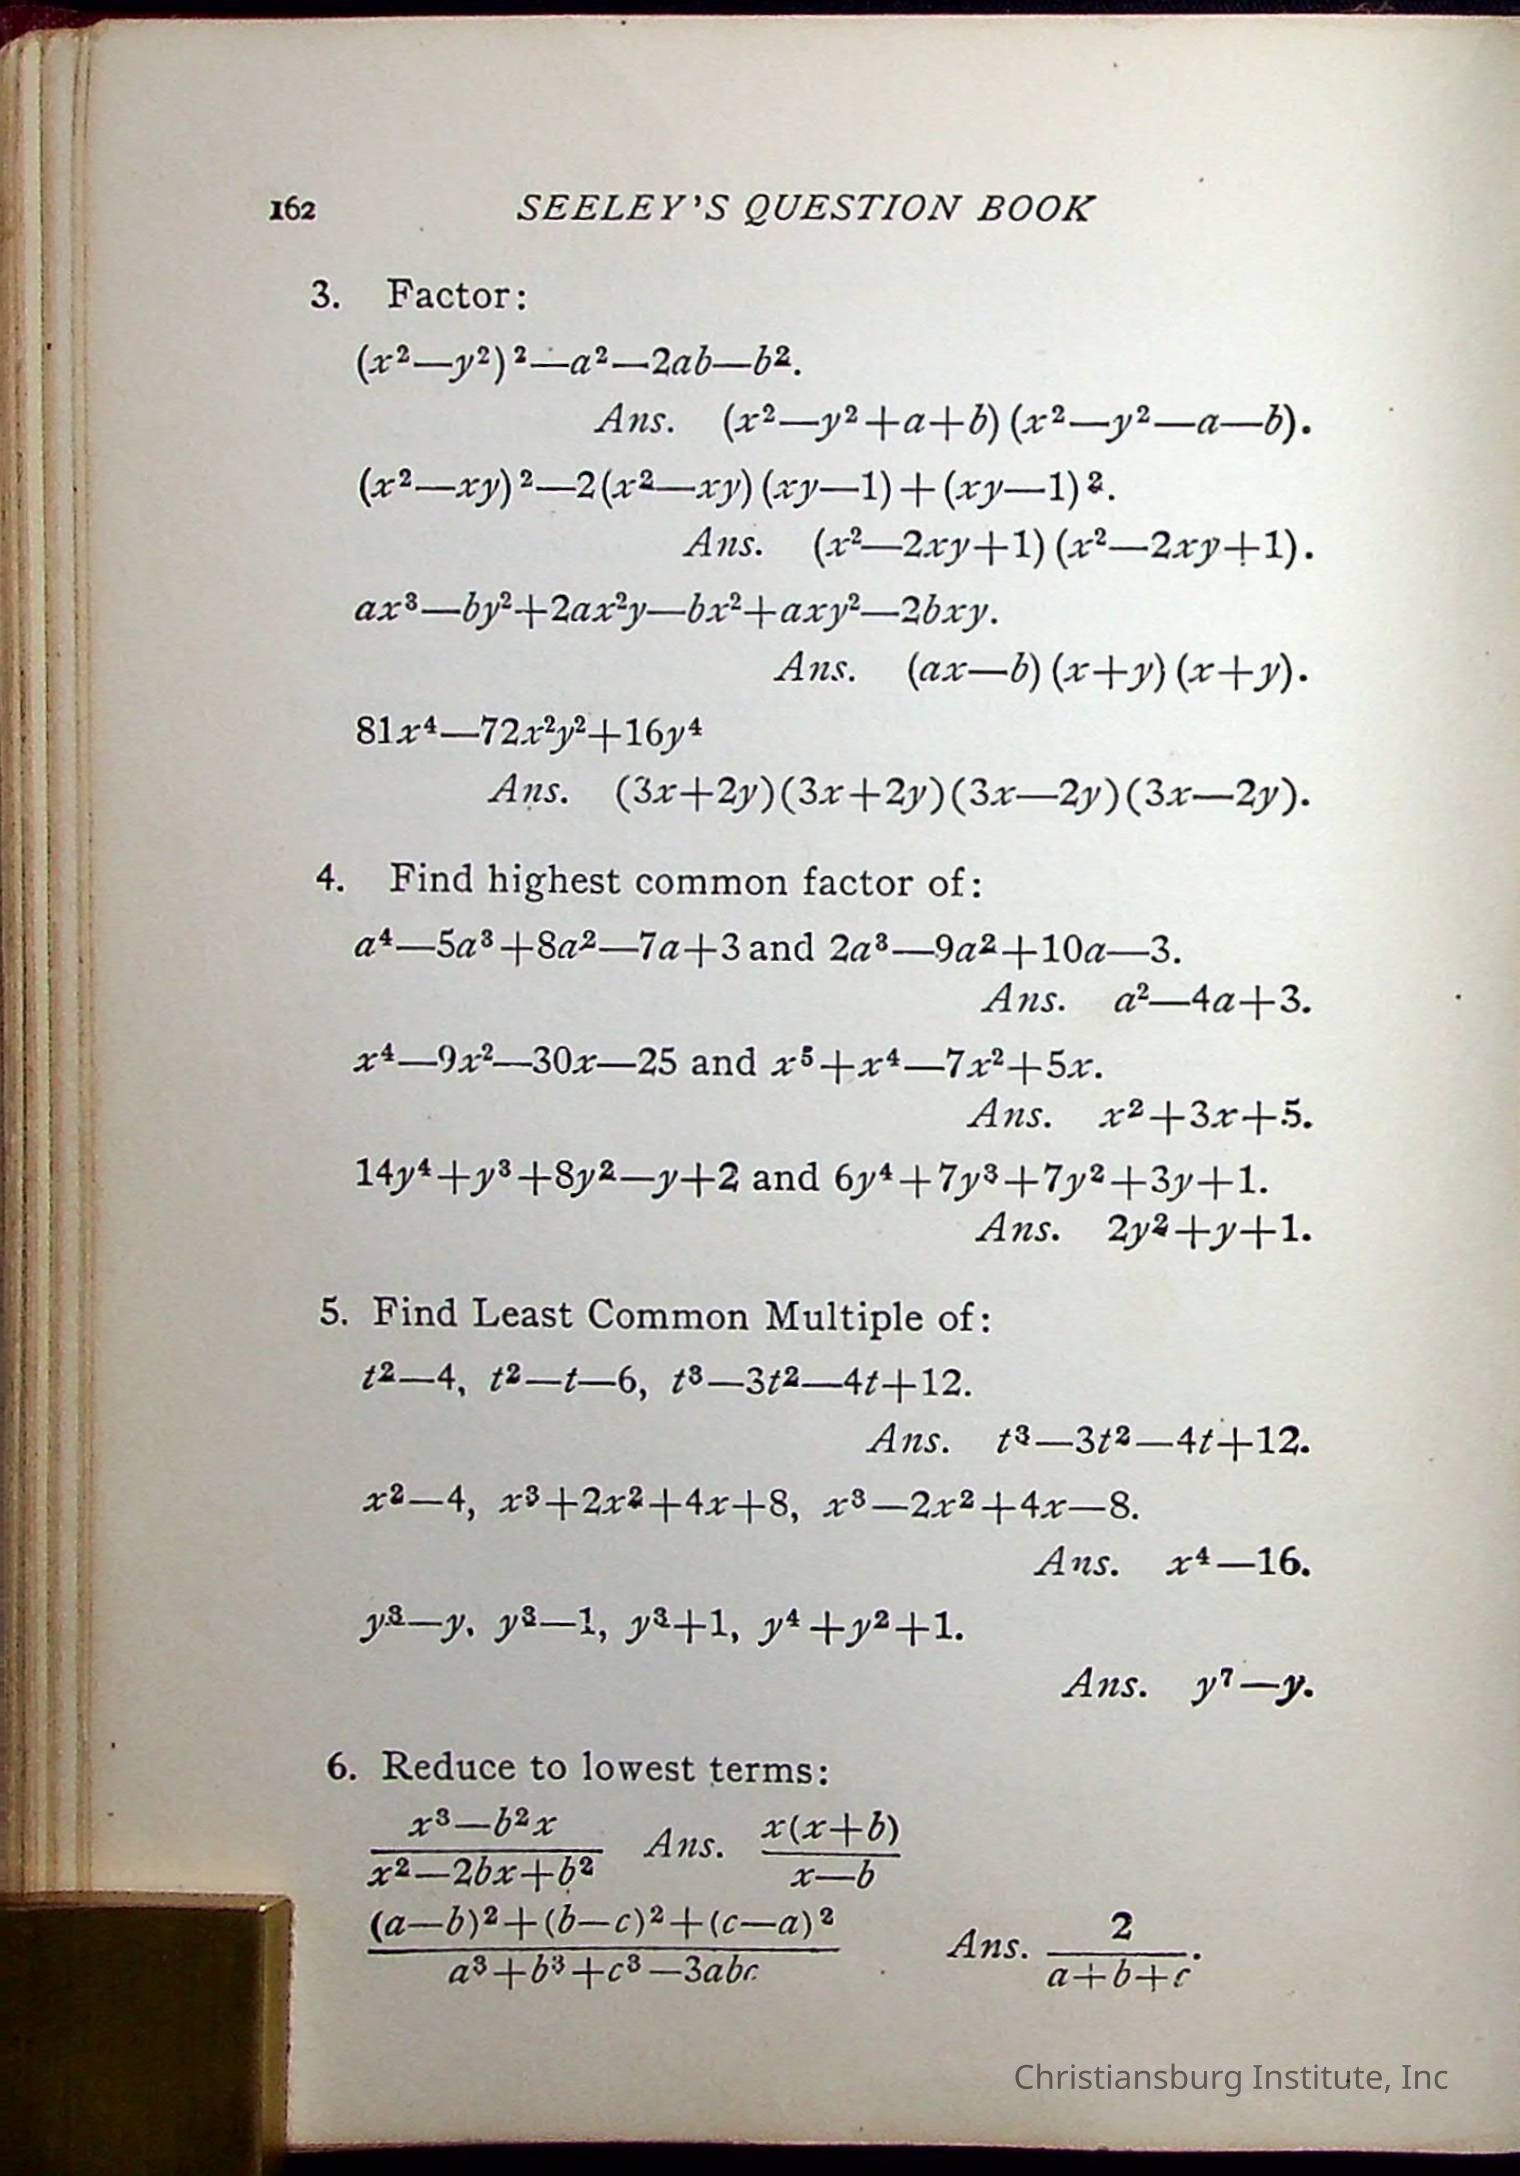 162 SEELEY'S QUESTION BOOK
3. Factor:
(x²—y²)²—a²—2ab—b².
Ans. (x²—y²+a+b)(x²—y²—a—b).
(x²—xy)²—2(x²—xy)(xy—1)+(xy—1)².
Ans. (x²—2xy+1)(x²—2xy+1).
ax³—by²+2ax²y—bx²+axy²—2bxy.
Ans. (ax—b)(x+y)(x+y).
81x⁴—72x²y²+16y⁴
Ans. (3x+2y)(3x+2y)(3x—2y)(3x—2y).
4. Find highest common factor of:
a⁴—5a³+8a²—7a+3 and 2a³—9a²+10a—3.
Ans. a²—4a+3.
x⁴—9x²—30x—25 and x⁵+x⁴—7x²+5x.
Ans. x²+3x+5.
14y⁴+y³+8y²—y+2 and 6y⁴+7y³+7y²+3y+1.
Ans. 2y²+y+1.
5. Find Least Common Multiple of:
t²—4, t²—t—6, t³—3t²—4t+12.
Ans. t³—3t²—4t+12.
x²—4, x³+2x²+4x+8, x³—2x²+4x—8.
Ans. x⁴—16.
y³—y, y³—1, y³+1, y⁴+y²+1.
Ans. y⁷—y.
6. Reduce to lowest terms:
x³—b²x Ans. x(x+b)
x²—2bx+b² x—b
(a—b)²+(b—c)²+(c—a)² Ans. 2
a³+b³+c³—3abc a+b+c.
Christiansburg Institute, Inc